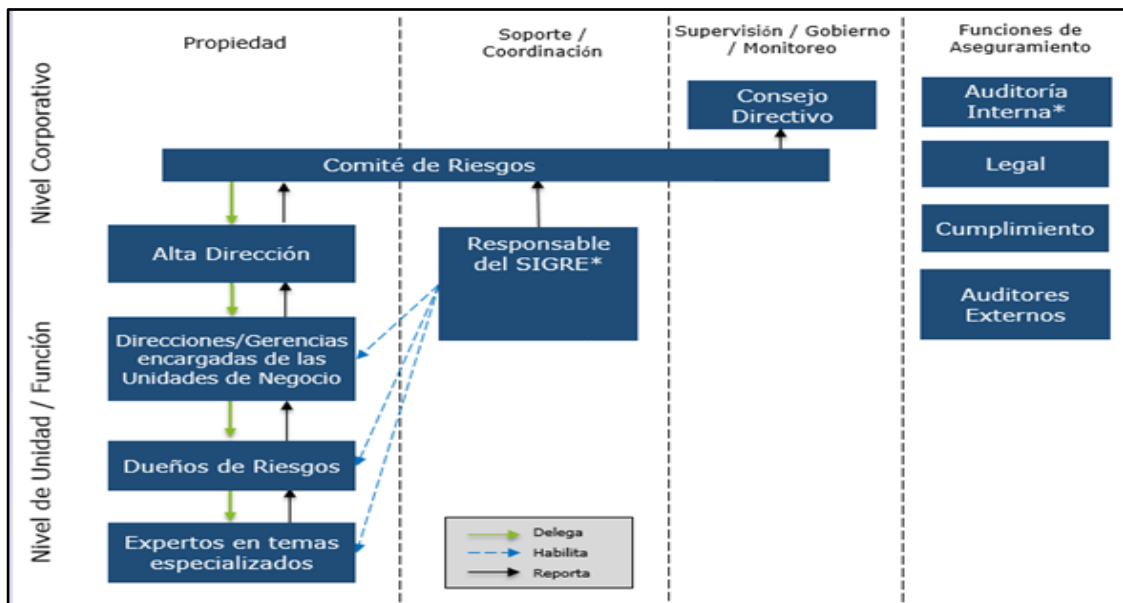 Propiedad
Soporte /
Coordinación
Supervisión / Gobierno
/ Monitoreo
Funciones de
Aseguramiento
Nivel Corporativo
Consejo
Directivo
Auditoría
Interna*
Comité de Riesgos
Legal
Alta Dirección
Responsable
del SIGRE*
Cumplimiento
Auditores
Externos
Nivel de Unidad / Función
Direcciones/Gerencias
encargadas de las
Unidades de Negocio
Dueños de Riesgos
Expertos en temas
especializados
Delega
Habilita
Reporta